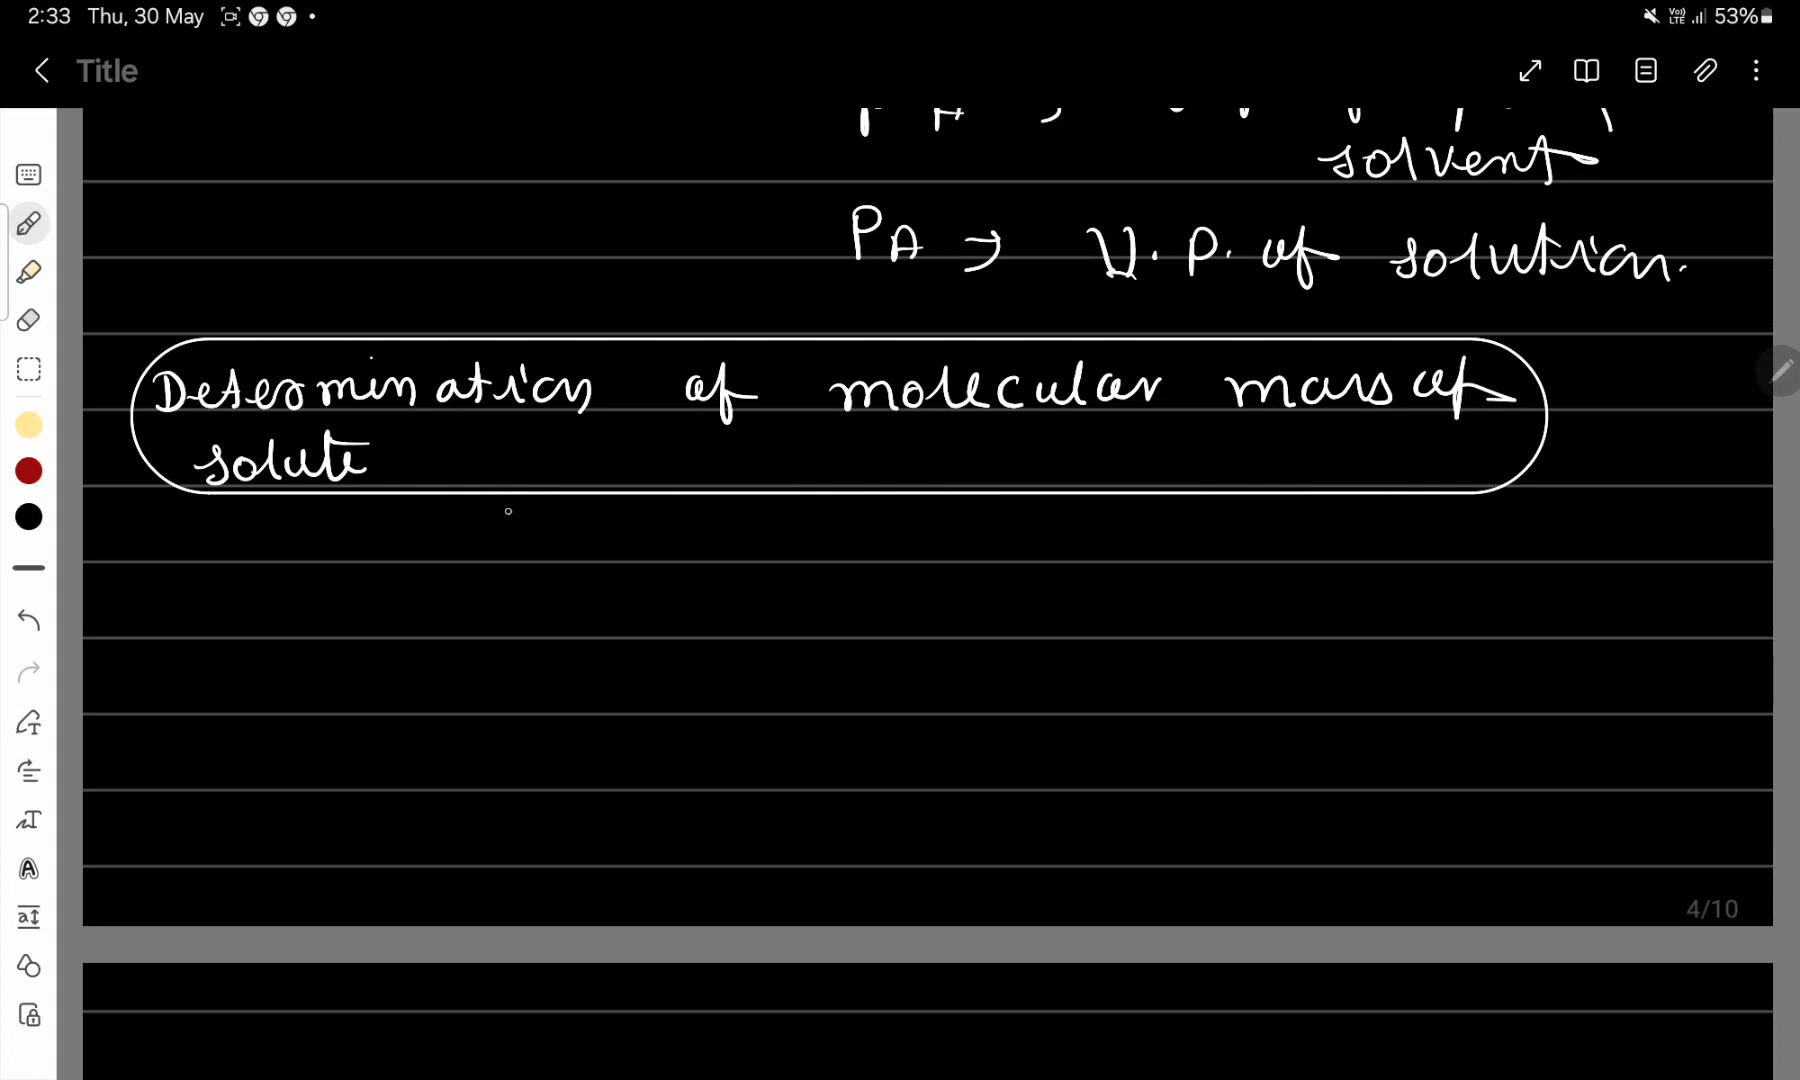 2:33 Thu, 30 May 53%
Title
solvent
PA → V.P. of solution.
Determination of molecular mass of
solute
4/10